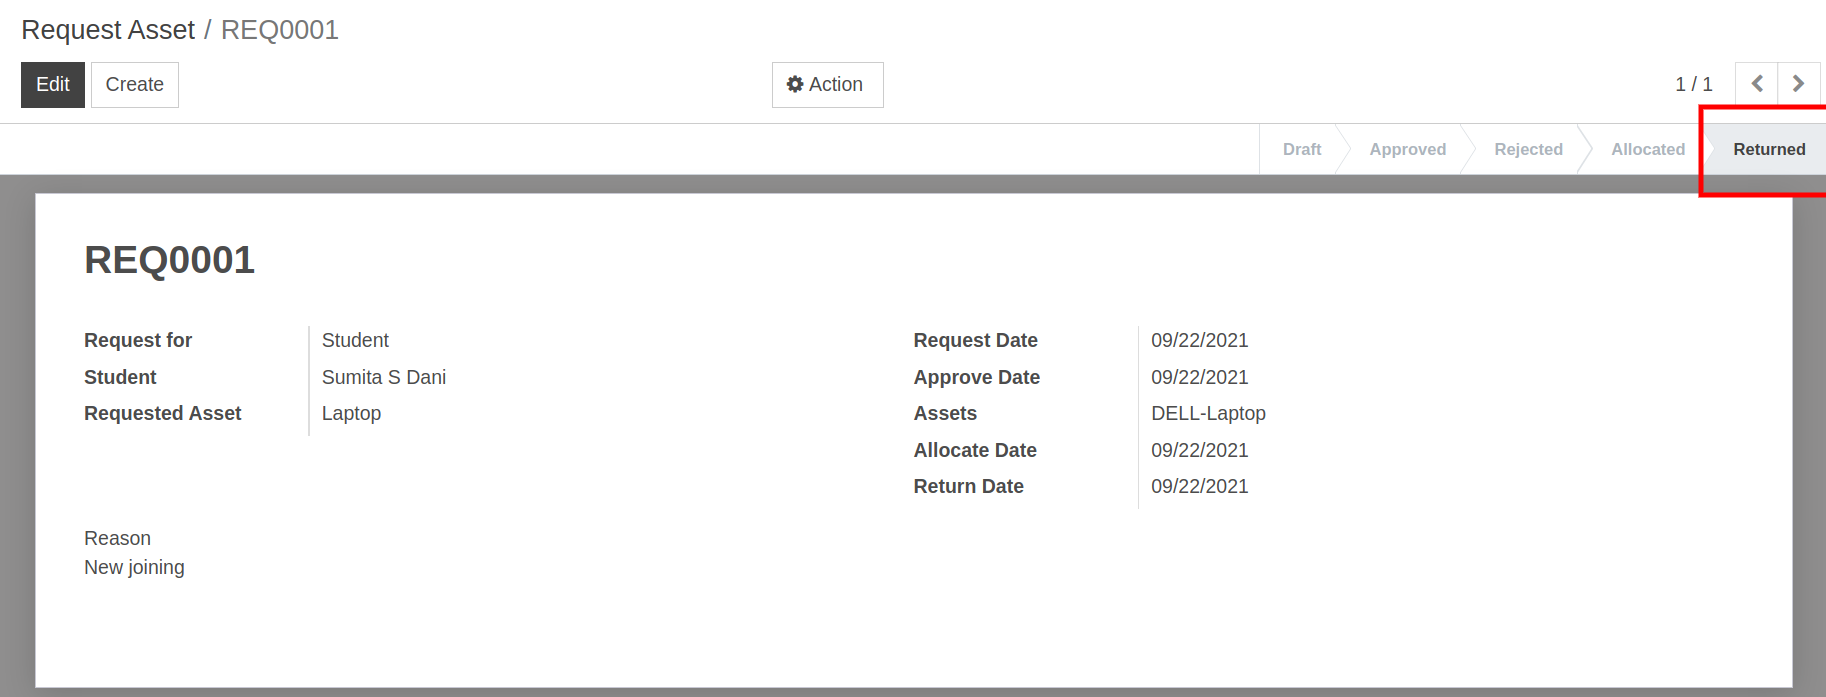 Request Asset / REQ0001
Edit Create Action 1 / 1
Draft Approved Rejected Allocated Returned
REQ0001
Request for Student
Student Sumita S Dani
Requested Asset Laptop
Request Date 09/22/2021
Approve Date 09/22/2021
Assets DELL-Laptop
Allocate Date 09/22/2021
Return Date 09/22/2021
Reason
New joining